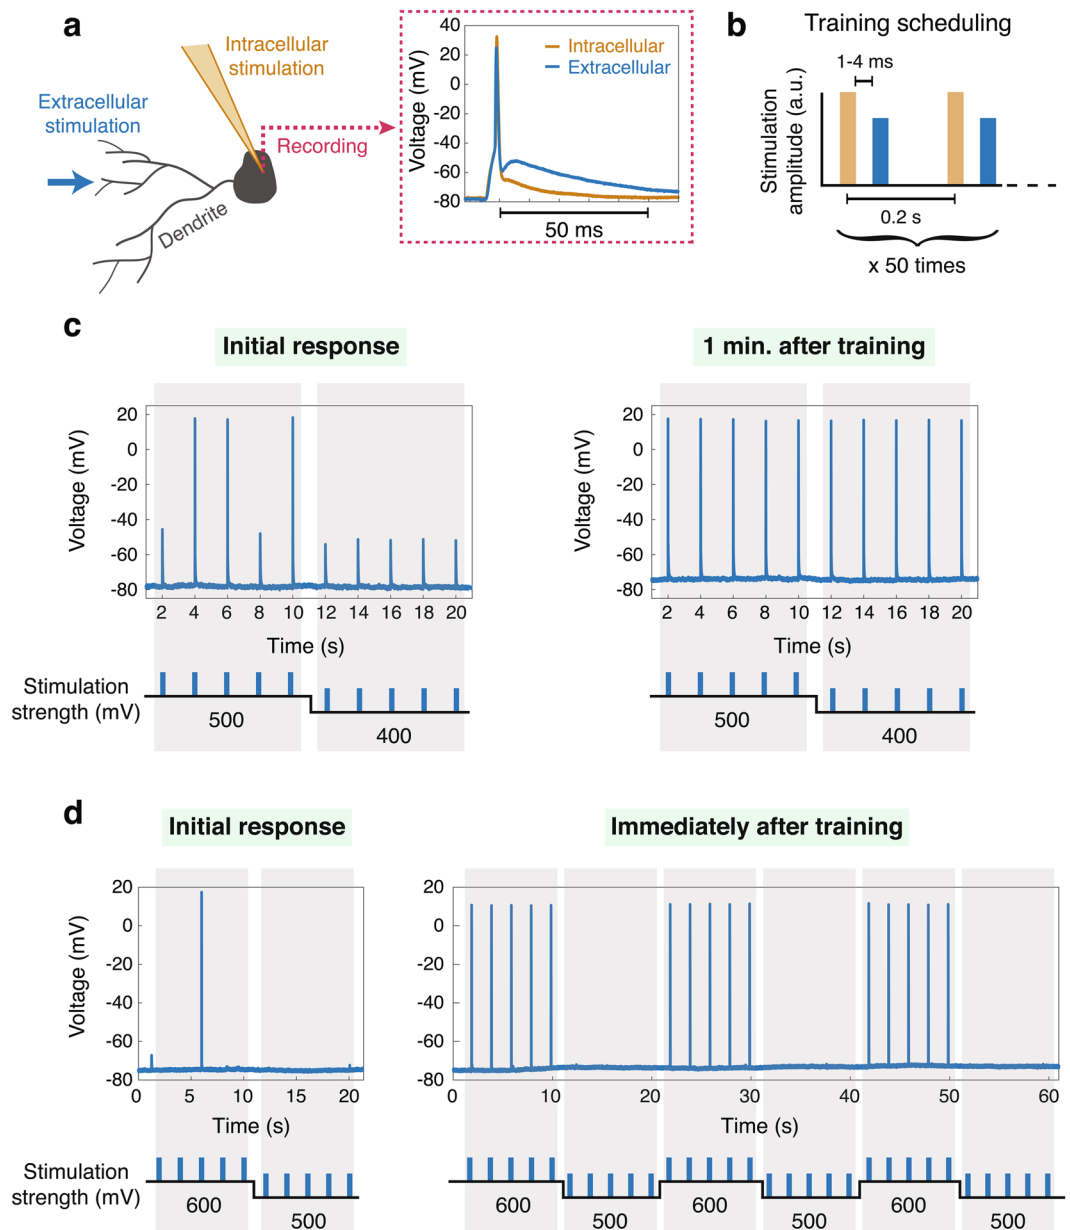 a
Intracellular
stimulation
Extracellular
stimulation
Recording
Dendrite
Voltage (mV)
40
20
0
-20
-40
-60
-80
Intracellular
Extracellular
50 ms
b
Training scheduling
1-4 ms
Stimulation
amplitude (a.u.)
0.2 s
x 50 times
c
Initial response
Voltage (mV)
20
0
-20
-40
-60
-80
2 4 6 8 10 12 14 16 18 20
Time (s)
Stimulation
strength (mV)
500
400
1 min. after training
Voltage (mV)
20
0
-20
-40
-60
-80
2 4 6 8 10 12 14 16 18 20
Time (s)
500
400
d
Initial response
Voltage (mV)
20
0
-20
-40
-60
-80
0 5 10 15 20
Time (s)
Stimulation
strength (mV)
600
500
Immediately after training
20
0
-20
-40
-60
-80
0 10 20 30 40 50 60
Time (s)
600
500
600
500
600
500